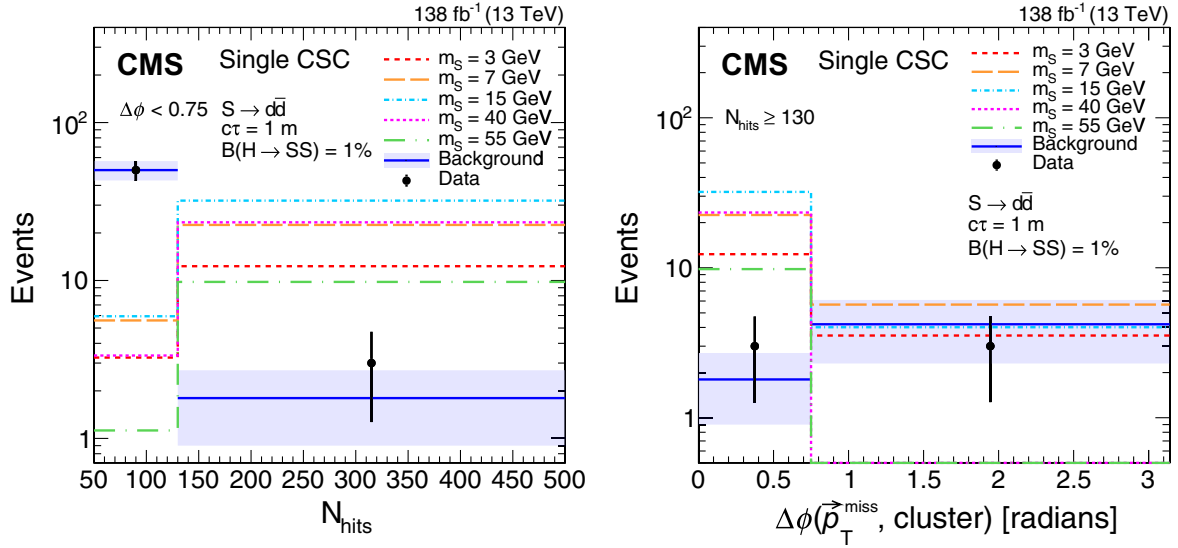 138 fb⁻¹ (13 TeV)
CMS Single CSC
Δϕ < 0.75
S → dd̄
cτ = 1 m
B(H → SS) = 1%
m_S = 3 GeV
m_S = 7 GeV
m_S = 15 GeV
m_S = 40 GeV
m_S = 55 GeV
Background
Data
Events
10²
10
1
50 100 150 200 250 300 350 400 450 500
N_hits
138 fb⁻¹ (13 TeV)
CMS Single CSC
N_hits ≥ 130
m_S = 3 GeV
m_S = 7 GeV
m_S = 15 GeV
m_S = 40 GeV
m_S = 55 GeV
Background
Data
S → dd̄
cτ = 1 m
B(H → SS) = 1%
Events
10²
10
1
0 0.5 1 1.5 2 2.5 3
Δϕ(p⃗_T^miss, cluster) [radians]